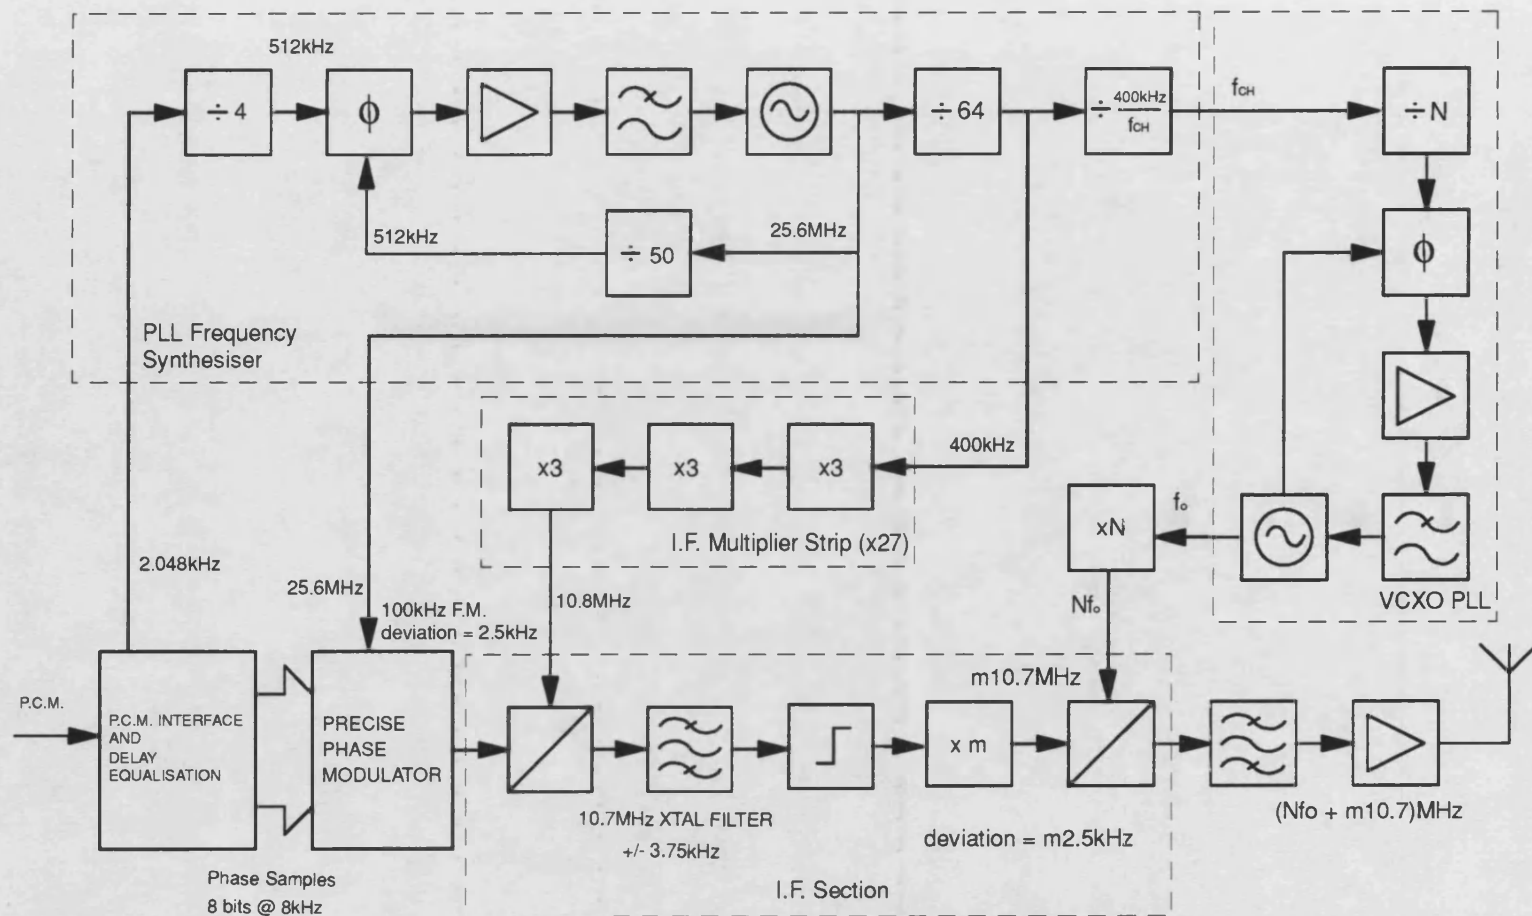 512kHz
÷ 4
ϕ
÷ 64
÷ 400kHz
fCH
fCH
÷ N
512kHz
÷ 50
25.6MHz
ϕ
PLL Frequency
Synthesiser
x3
x3
x3
400kHz
I.F. Multiplier Strip (x27)
xN
fo
VCXO PLL
2.048kHz
25.6MHz
100kHz F.M.
deviation = 2.5kHz
10.8MHz
Nfo
m10.7MHz
P.C.M.
P.C.M. INTERFACE
AND
DELAY
EQUALISATION
PRECISE
PHASE
MODULATOR
x m
10.7MHz XTAL FILTER
+/- 3.75kHz
deviation = m2.5kHz
(Nfo + m10.7)MHz
Phase Samples
8 bits @ 8kHz
I.F. Section